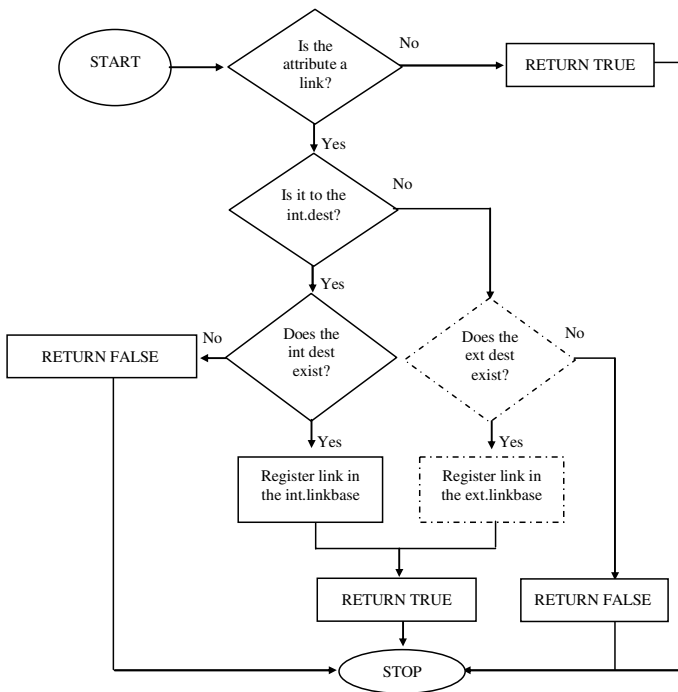 START
Is the
attribute a
link?
No
RETURN TRUE
Yes
Is it to the
int.dest?
No
Yes
No
RETURN FALSE
Does the
int dest
exist?
Does the
ext dest
exist?
No
Yes
Yes
Register link in
the int.linkbase
Register link in
the ext.linkbase
RETURN TRUE
RETURN FALSE
STOP